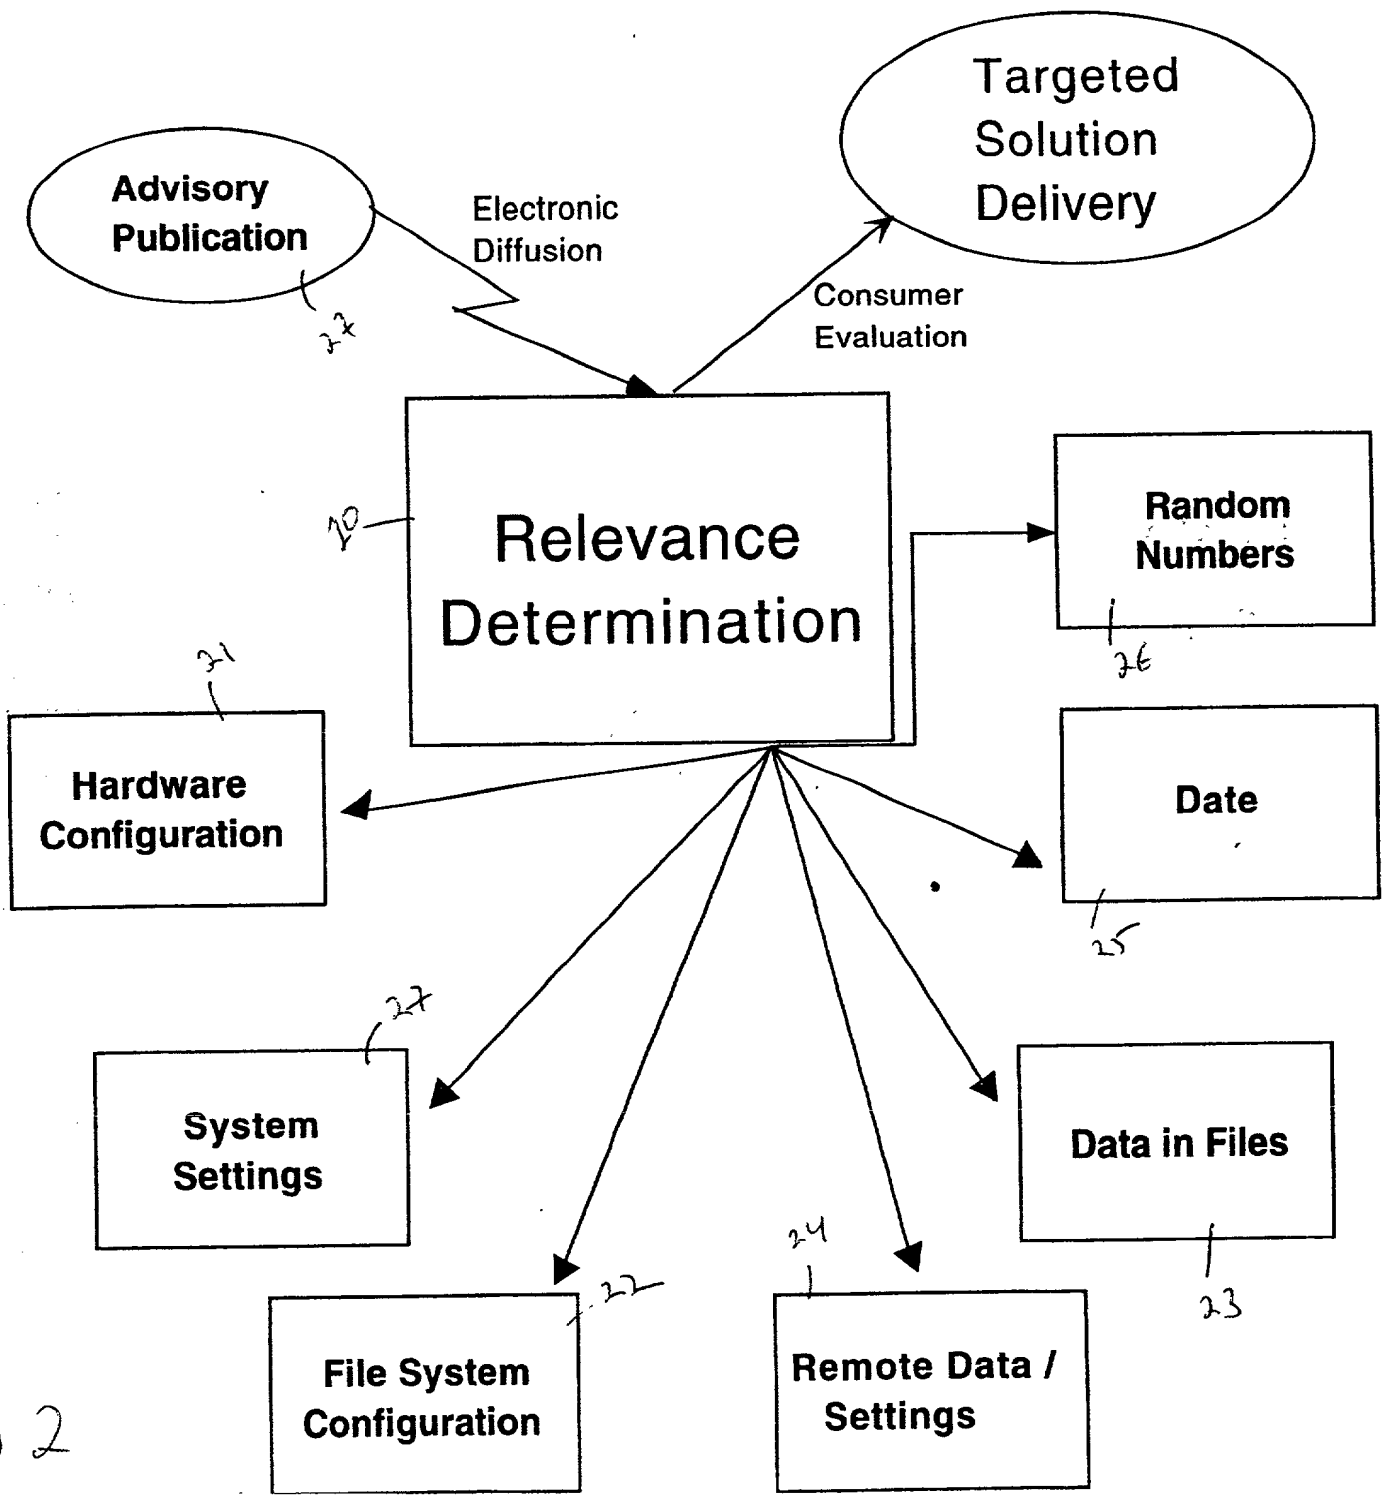 Targeted
Solution
Delivery
Advisory
Publication
27
Electronic
Diffusion
Consumer
Evaluation
20
Relevance
Determination
Random
Numbers
26
21
Hardware
Configuration
Date
25
27
System
Settings
Data in Files
23
22
File System
Configuration
24
Remote Data /
Settings
2